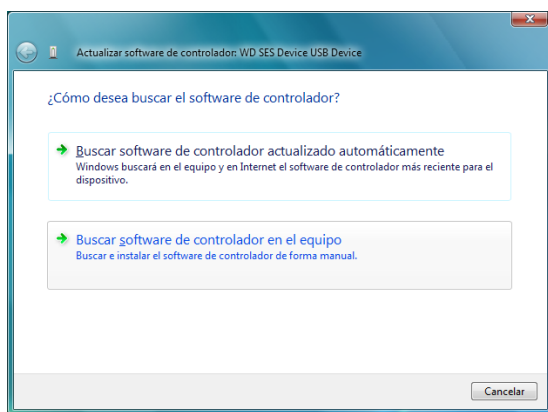 Actualizar software de controlador: WD SES Device USB Device
¿Cómo desea buscar el software de controlador?
Buscar software de controlador actualizado automáticamente
Windows buscará en el equipo y en Internet el software de controlador más reciente para el
dispositivo.
Buscar software de controlador en el equipo
Buscar e instalar el software de controlador de forma manual.
Cancelar